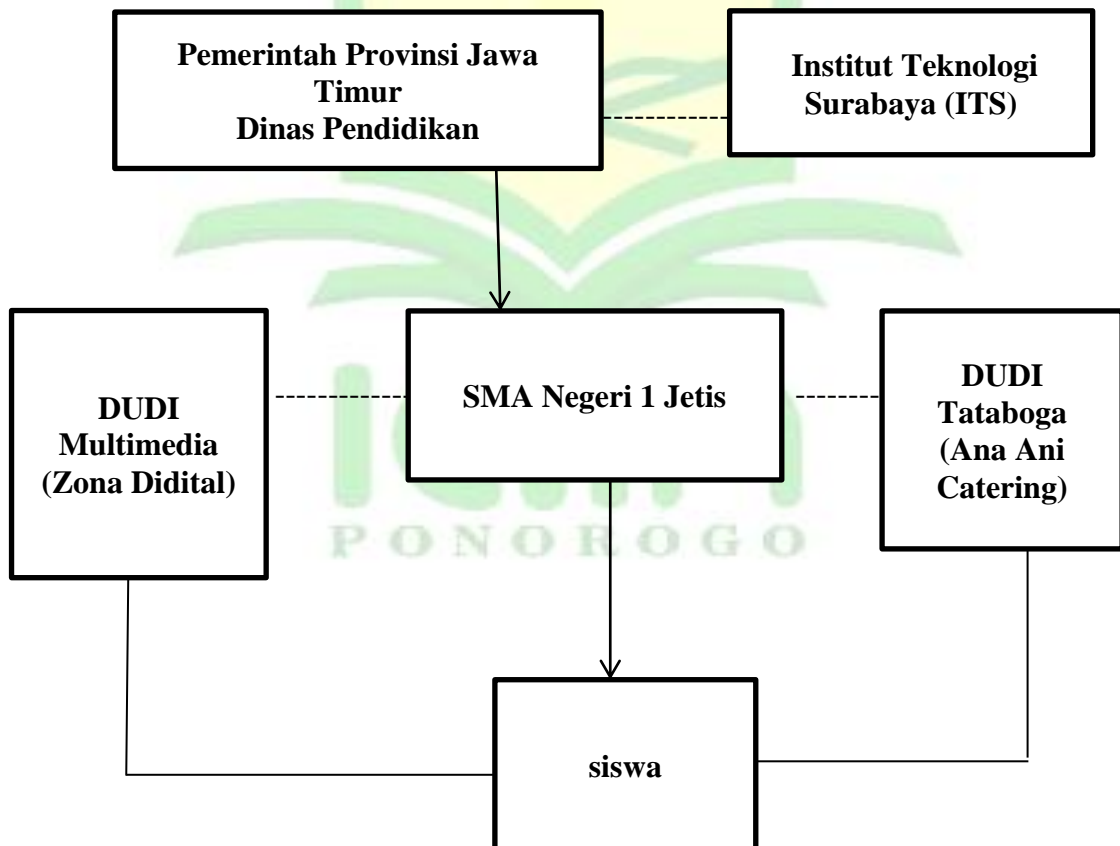 Pemerintah Provinsi Jawa
Timur
Dinas Pendidikan
Institut Teknologi
Surabaya (ITS)
DUDI
Multimedia
(Zona Didital)
SMA Negeri 1 Jetis
DUDI
Tataboga
(Ana Ani
Catering)
PONOROGO
siswa